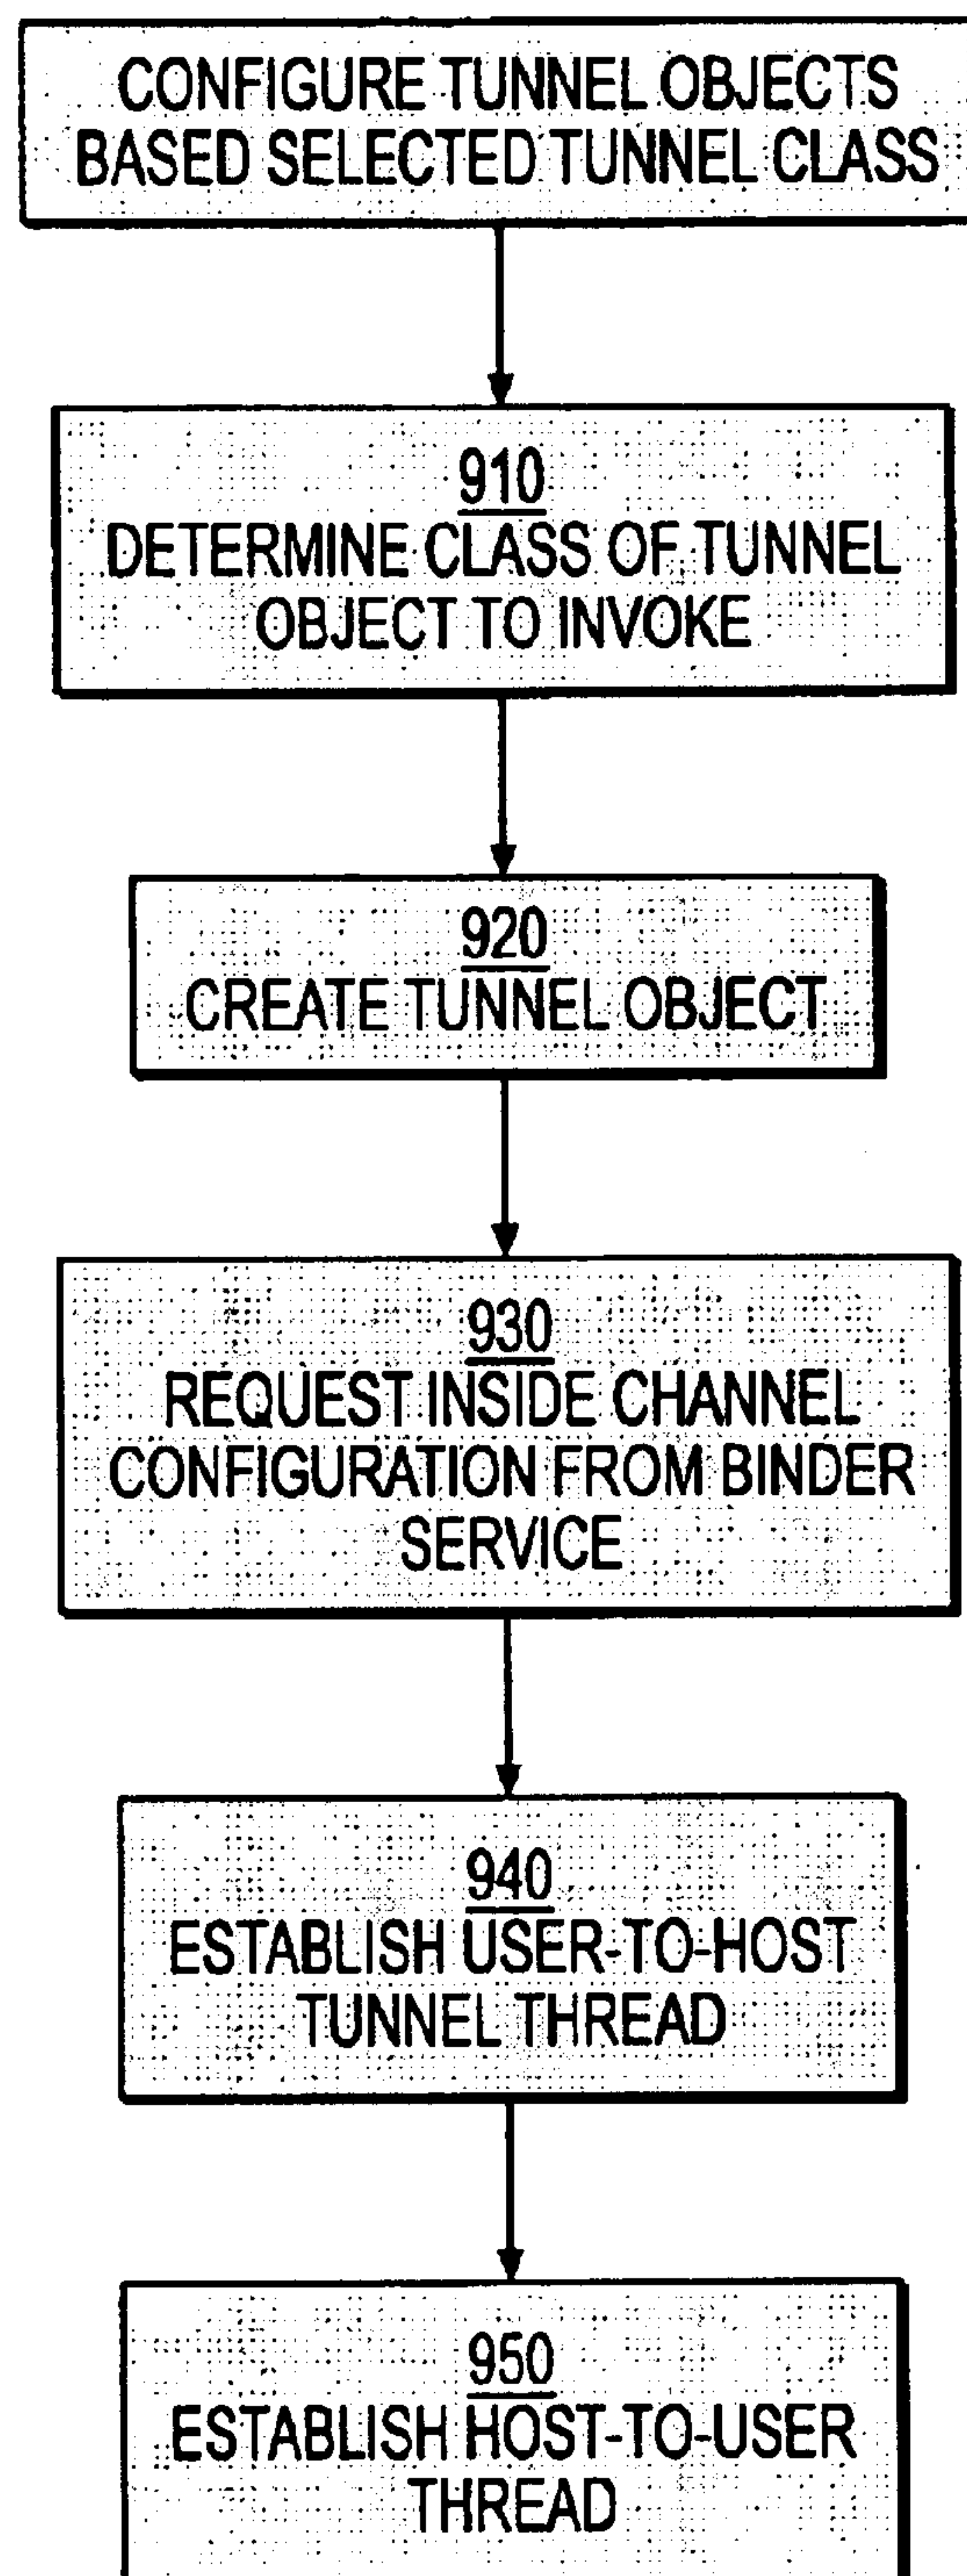 CONFIGURE TUNNEL OBJECTS
BASED SELECTED TUNNEL CLASS
910
DETERMINE CLASS OF TUNNEL
OBJECT TO INVOKE
920
CREATE TUNNEL OBJECT
930
REQUEST INSIDE CHANNEL
CONFIGURATION FROM BINDER
SERVICE
940
ESTABLISH USER-TO-HOST
TUNNEL THREAD
950
ESTABLISH HOST-TO-USER
THREAD